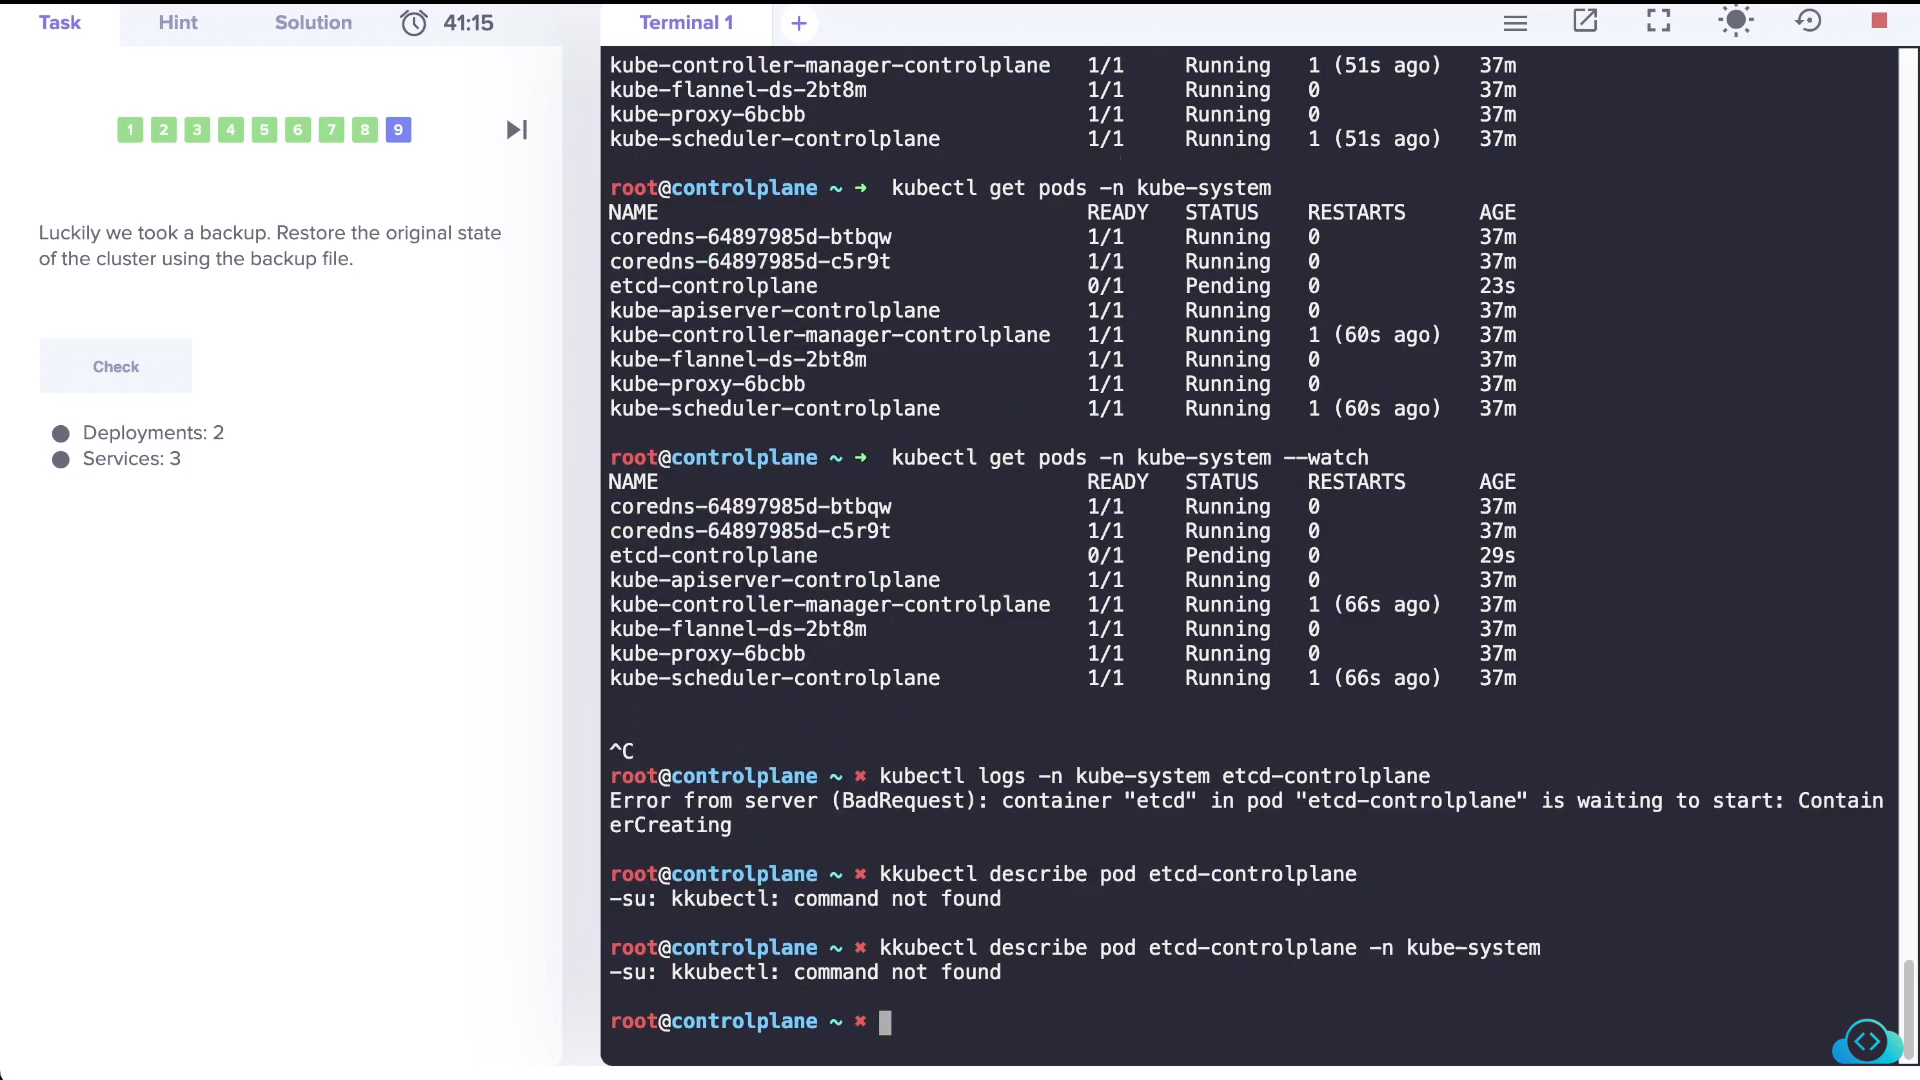 Task Hint Solution 41:15
1 2 3 4 5 6 7 8 9
Luckily we took a backup. Restore the original state
of the cluster using the backup file.
Check
Deployments: 2
Services: 3
Terminal 1 +
kube-controller-manager-controlplane 1/1 Running 1 (51s ago) 37m
kube-flannel-ds-2bt8m 1/1 Running 0 37m
kube-proxy-6bcbb 1/1 Running 0 37m
kube-scheduler-controlplane 1/1 Running 1 (51s ago) 37m
root@controlplane ~ ➜ kubectl get pods -n kube-system
NAME READY STATUS RESTARTS AGE
coredns-64897985d-btbqw 1/1 Running 0 37m
coredns-64897985d-c5r9t 1/1 Running 0 37m
etcd-controlplane 0/1 Pending 0 23s
kube-apiserver-controlplane 1/1 Running 0 37m
kube-controller-manager-controlplane 1/1 Running 1 (60s ago) 37m
kube-flannel-ds-2bt8m 1/1 Running 0 37m
kube-proxy-6bcbb 1/1 Running 0 37m
kube-scheduler-controlplane 1/1 Running 1 (60s ago) 37m
root@controlplane ~ ➜ kubectl get pods -n kube-system --watch
NAME READY STATUS RESTARTS AGE
coredns-64897985d-btbqw 1/1 Running 0 37m
coredns-64897985d-c5r9t 1/1 Running 0 37m
etcd-controlplane 0/1 Pending 0 29s
kube-apiserver-controlplane 1/1 Running 0 37m
kube-controller-manager-controlplane 1/1 Running 1 (66s ago) 37m
kube-flannel-ds-2bt8m 1/1 Running 0 37m
kube-proxy-6bcbb 1/1 Running 0 37m
kube-scheduler-controlplane 1/1 Running 1 (66s ago) 37m
^C
root@controlplane ~ ✖ kubectl logs -n kube-system etcd-controlplane
Error from server (BadRequest): container "etcd" in pod "etcd-controlplane" is waiting to start: Contain
erCreating
root@controlplane ~ ✖ kkubectl describe pod etcd-controlplane
-su: kkubectl: command not found
root@controlplane ~ ✖ kkubectl describe pod etcd-controlplane -n kube-system
-su: kkubectl: command not found
root@controlplane ~ ✖